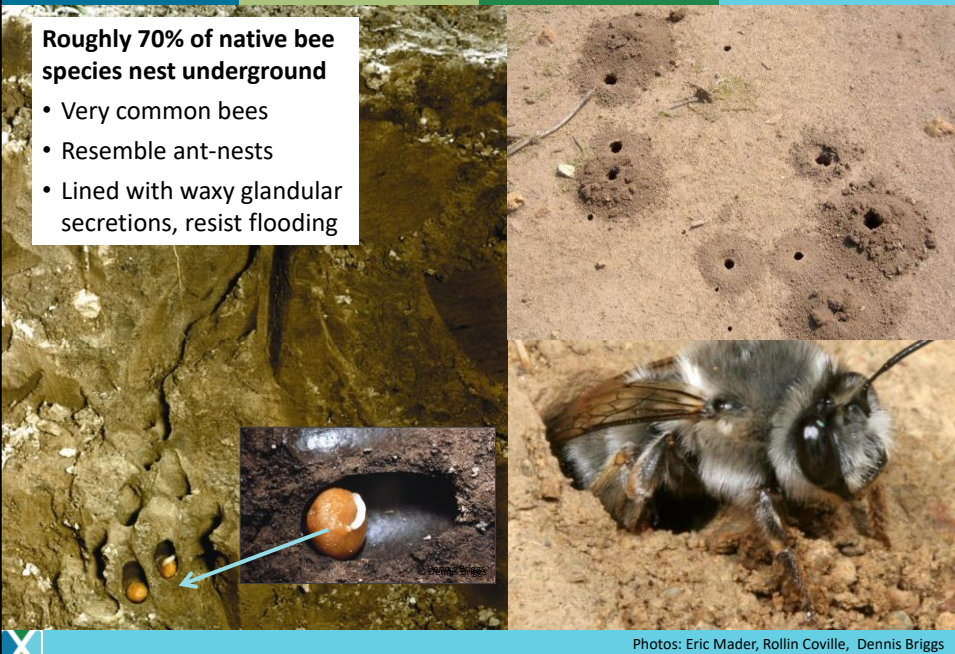 Roughly 70% of native bee
species nest underground
• Very common bees
• Resemble ant-nests
• Lined with waxy glandular
secretions, resist flooding
© Dennis Briggs
Photos: Eric Mader, Rollin Coville, Dennis Briggs